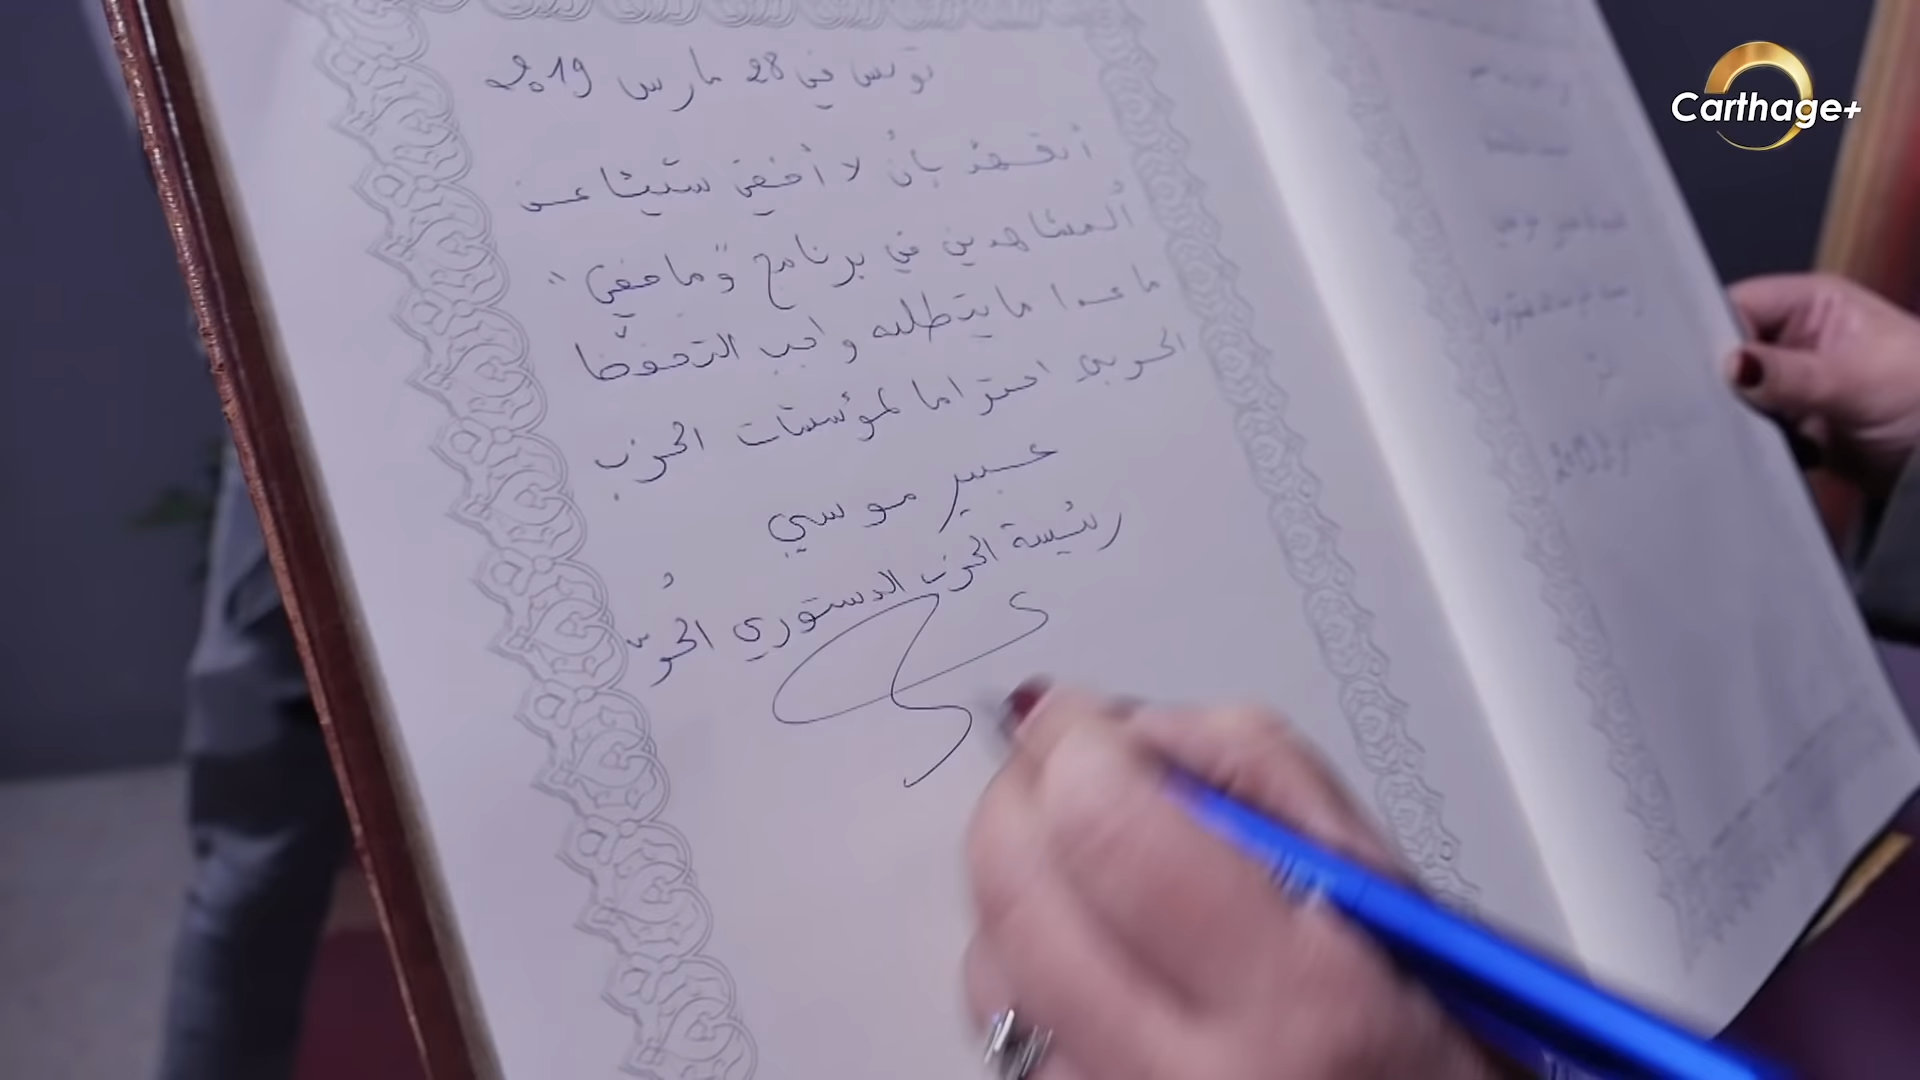 Carthage+
تونس في 28 مارس 2019
أتعهد بأن لا أخفي شيئا عن
المشاهدين في برنامج "وما خفي"
ما عدا ما يتطلبه واجب التحفظ
الحزبي احتراما لمؤسسات الحزب
عبير موسي
رئيسة الحزب الدستوري الحرّ